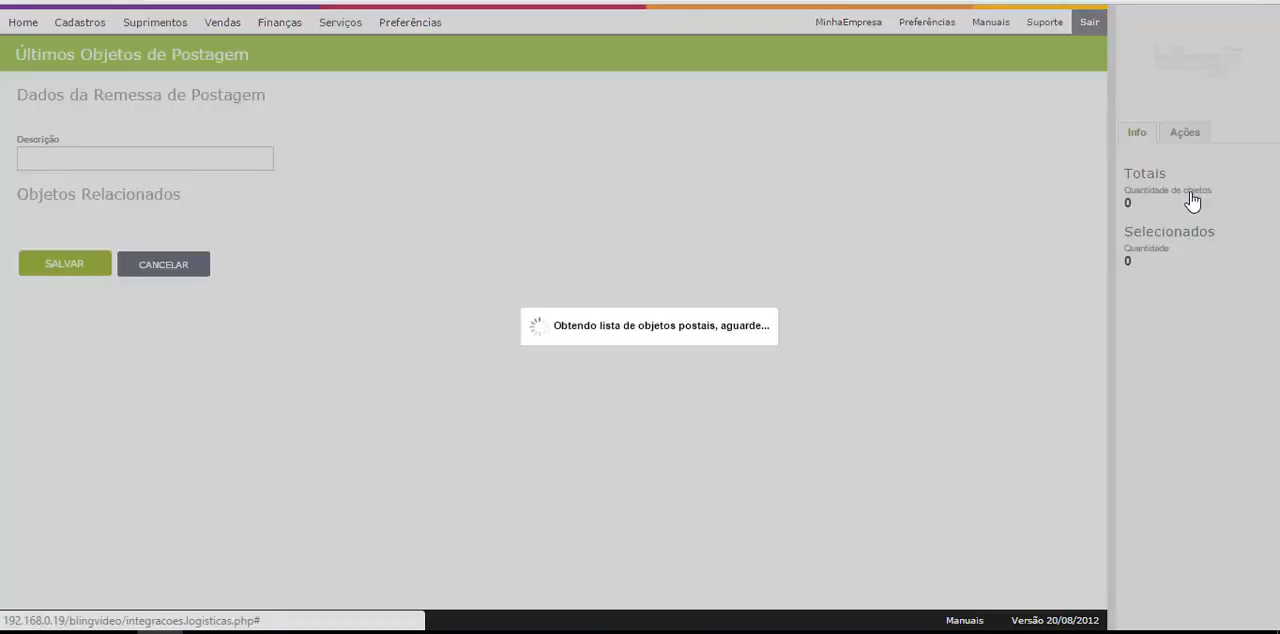 Home Cadastros Suprimentos Vendas Finanças Serviços Preferências MinhaEmpresa Preferências Manuais Suporte Sair
Últimos Objetos de Postagem
Dados da Remessa de Postagem
Descrição
Objetos Relacionados
SALVAR CANCELAR
Obtendo lista de objetos postais, aguarde...
Info Ações
Totais
Quantidade de objetos
0
Selecionados
Quantidade
0
192.168.0.19/blingvideo/integracoes.logisticas.php#
Manuais Versão 20/08/2012